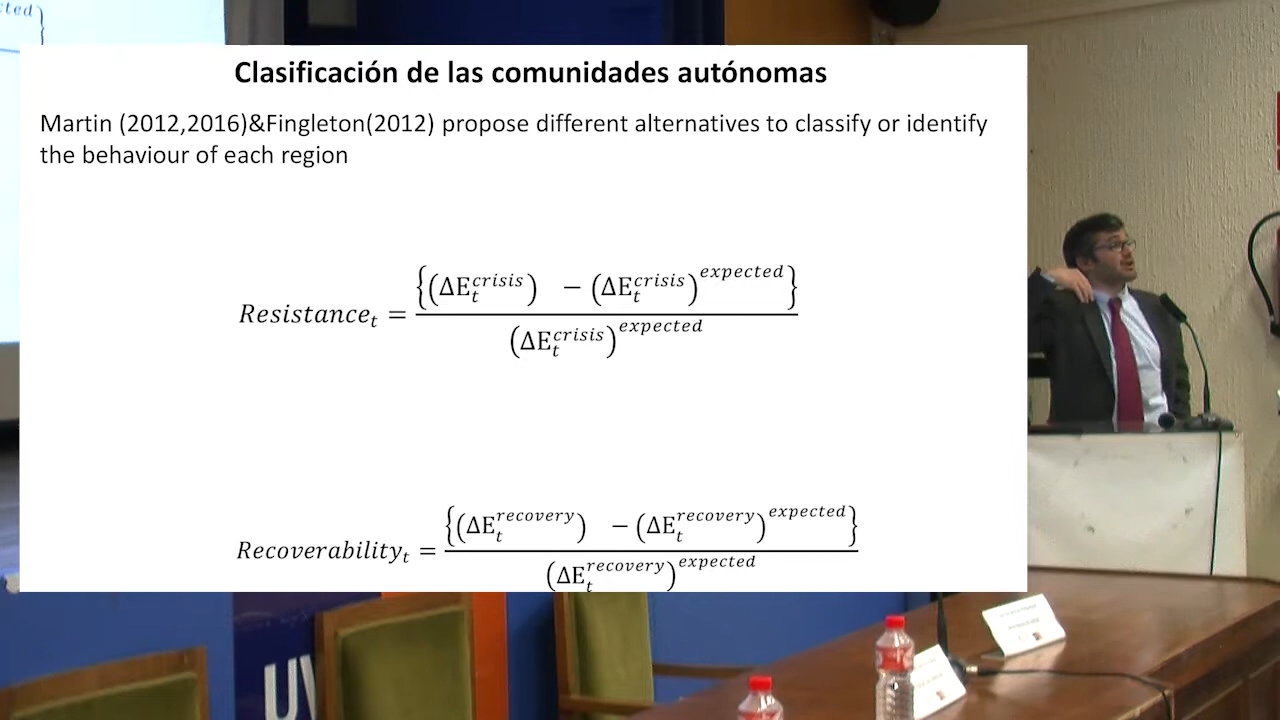 Clasificación de las comunidades autónomas
Martin (2012,2016)&Fingleton(2012) propose different alternatives to classify or identify
the behaviour of each region
Resistance_t = {(ΔE_t^crisis) − (ΔE_t^crisis)^expected} / (ΔE_t^crisis)^expected
Recoverability_t = {(ΔE_t^recovery) − (ΔE_t^recovery)^expected} / (ΔE_t^recovery)^expected